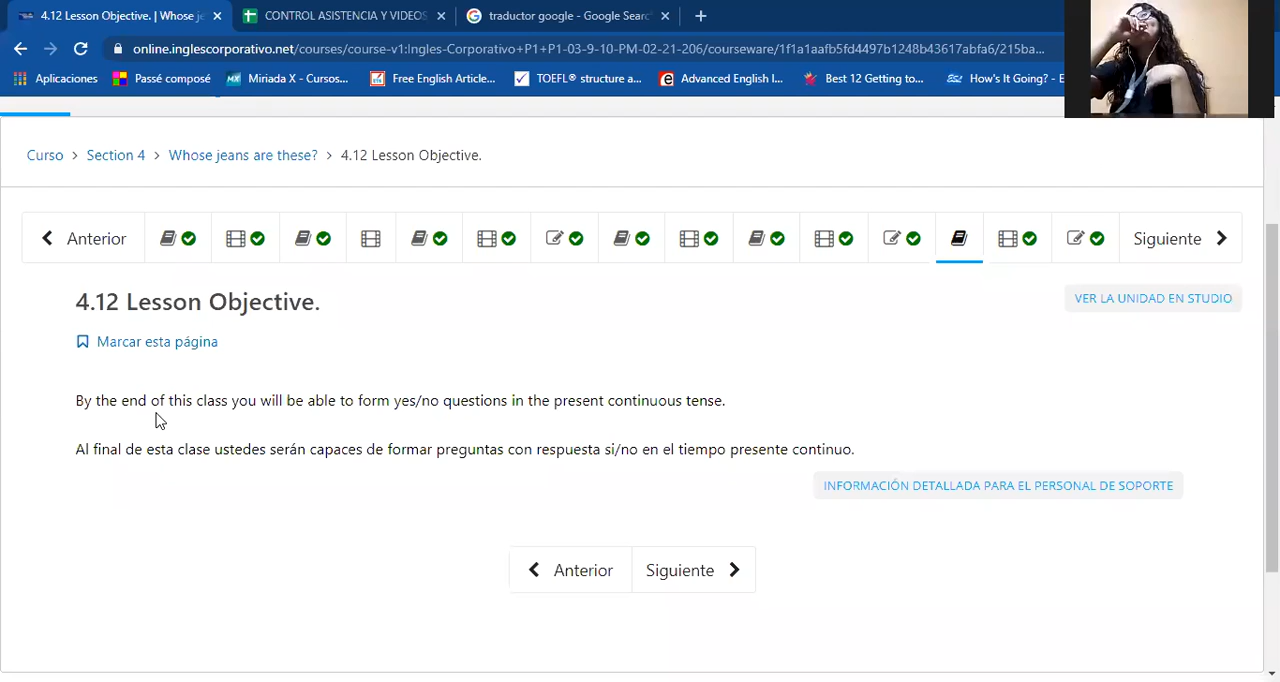 4.12 Lesson Objective. | Whose je
CONTROL ASISTENCIA Y VIDEOS
traductor google - Google Searc
online.inglescorporativo.net/courses/course-v1:Ingles-Corporativo+P1+P1-03-9-10-PM-02-21-206/courseware/1f1a1aafb5fd4497b1248b43617abfa6/215ba...
Aplicaciones
Passé composé
MX Miriada X - Cursos...
Free English Article...
TOEFL® structure a...
Advanced English l...
Best 12 Getting to...
How's It Going? - E
Curso > Section 4 > Whose jeans are these? > 4.12 Lesson Objective.
Anterior
Siguiente
4.12 Lesson Objective.
VER LA UNIDAD EN STUDIO
Marcar esta página
By the end of this class you will be able to form yes/no questions in the present continuous tense.
Al final de esta clase ustedes serán capaces de formar preguntas con respuesta si/no en el tiempo presente continuo.
INFORMACIÓN DETALLADA PARA EL PERSONAL DE SOPORTE
Anterior
Siguiente